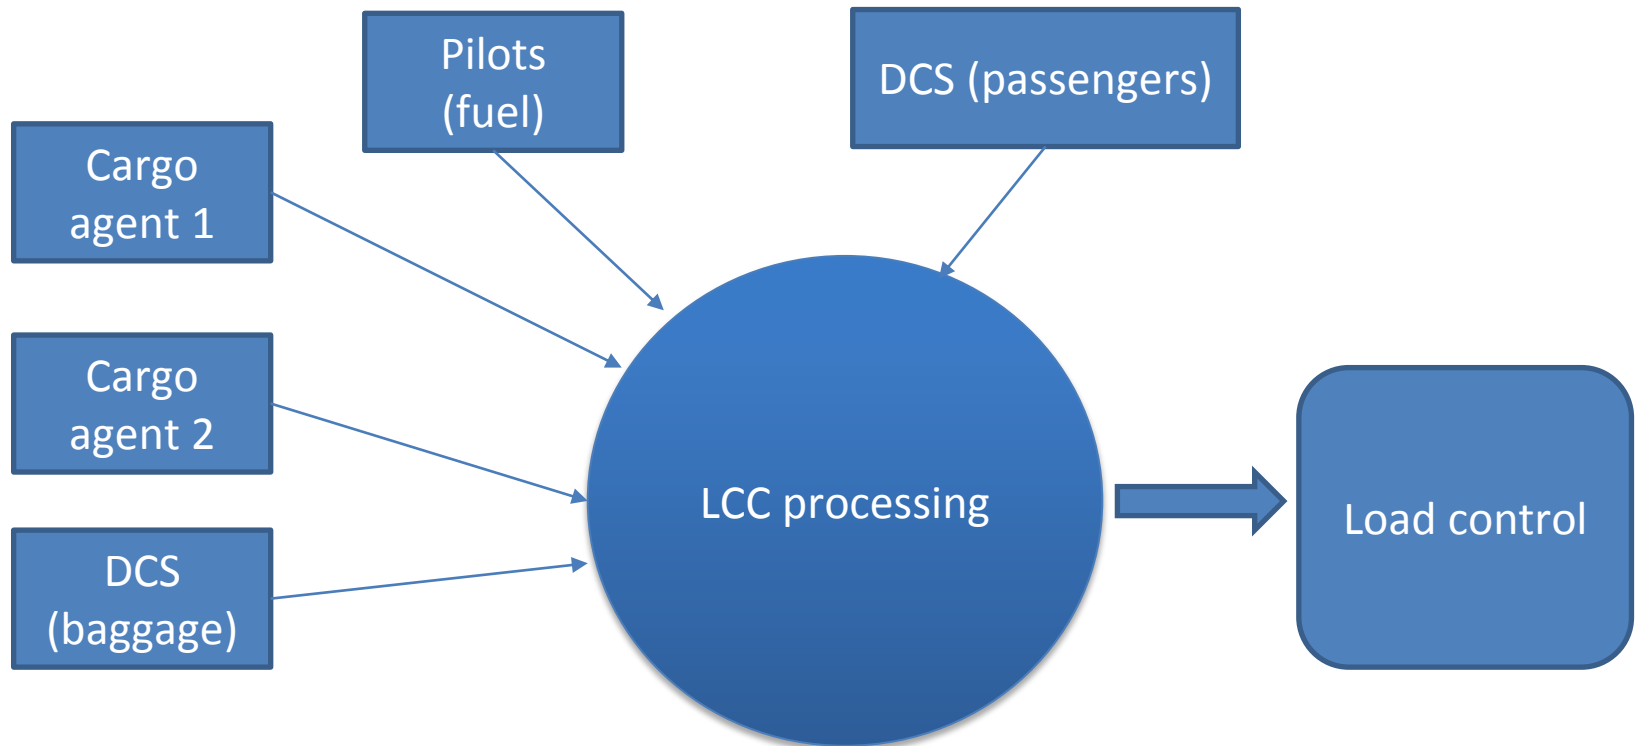 Pilots
(fuel)
DCS (passengers)
Cargo
agent 1
Cargo
agent 2
DCS
(baggage)
LCC processing
Load control